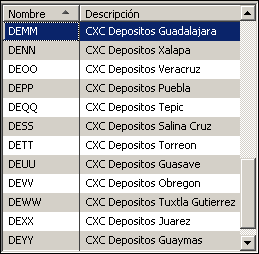 Nombre Descripción
DEMM CXC Depositos Guadalajara
DENN CXC Depositos Xalapa
DEOO CXC Depositos Veracruz
DEPP CXC Depositos Puebla
DEQQ CXC Depositos Tepic
DESS CXC Depositos Salina Cruz
DETT CXC Depositos Torreon
DEUU CXC Depositos Guasave
DEVV CXC Depositos Obregon
DEWW CXC Depositos Tuxtla Gutierrez
DEXX CXC Depositos Juarez
DEYY CXC Depositos Guaymas